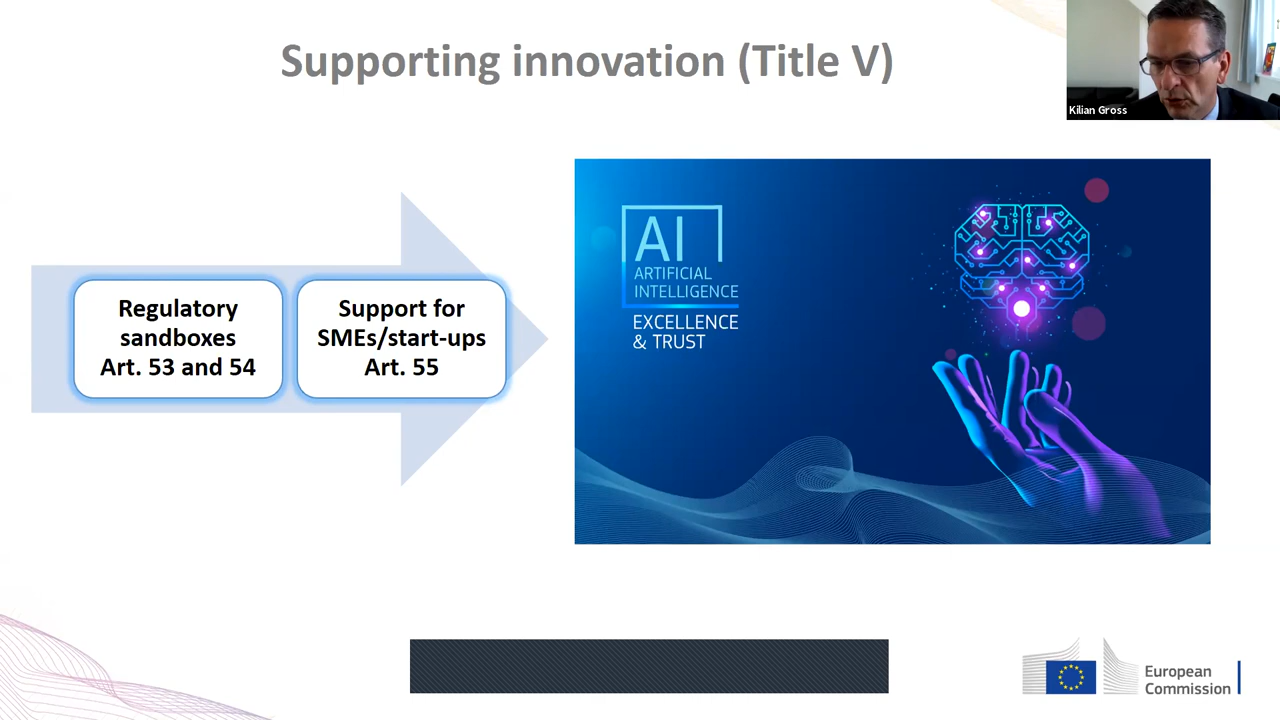 Supporting innovation (Title V)
Kilian Gross
Regulatory
sandboxes
Art. 53 and 54
Support for
SMEs/start-ups
Art. 55
AI
ARTIFICIAL
INTELLIGENCE
EXCELLENCE
& TRUST
European
Commission